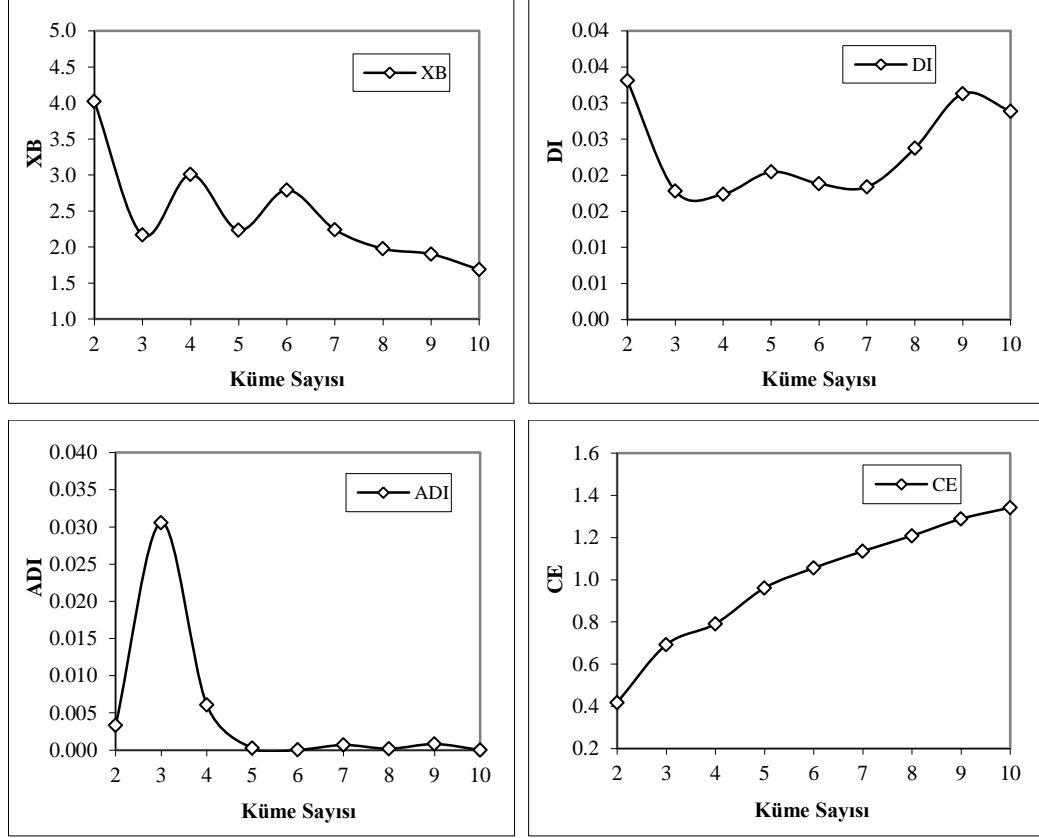 5.0
4.5
4.0
3.5
3.0
2.5
2.0
1.5
1.0
XB
XB
2 3 4 5 6 7 8 9 10
Küme Sayısı
0.04
0.04
0.03
0.03
0.02
0.02
0.01
0.01
0.00
DI
DI
2 3 4 5 6 7 8 9 10
Küme Sayısı
0.040
0.035
0.030
0.025
0.020
0.015
0.010
0.005
0.000
ADI
ADI
2 3 4 5 6 7 8 9 10
Küme Sayısı
1.6
1.4
1.2
1.0
0.8
0.6
0.4
0.2
CE
CE
2 3 4 5 6 7 8 9 10
Küme Sayısı